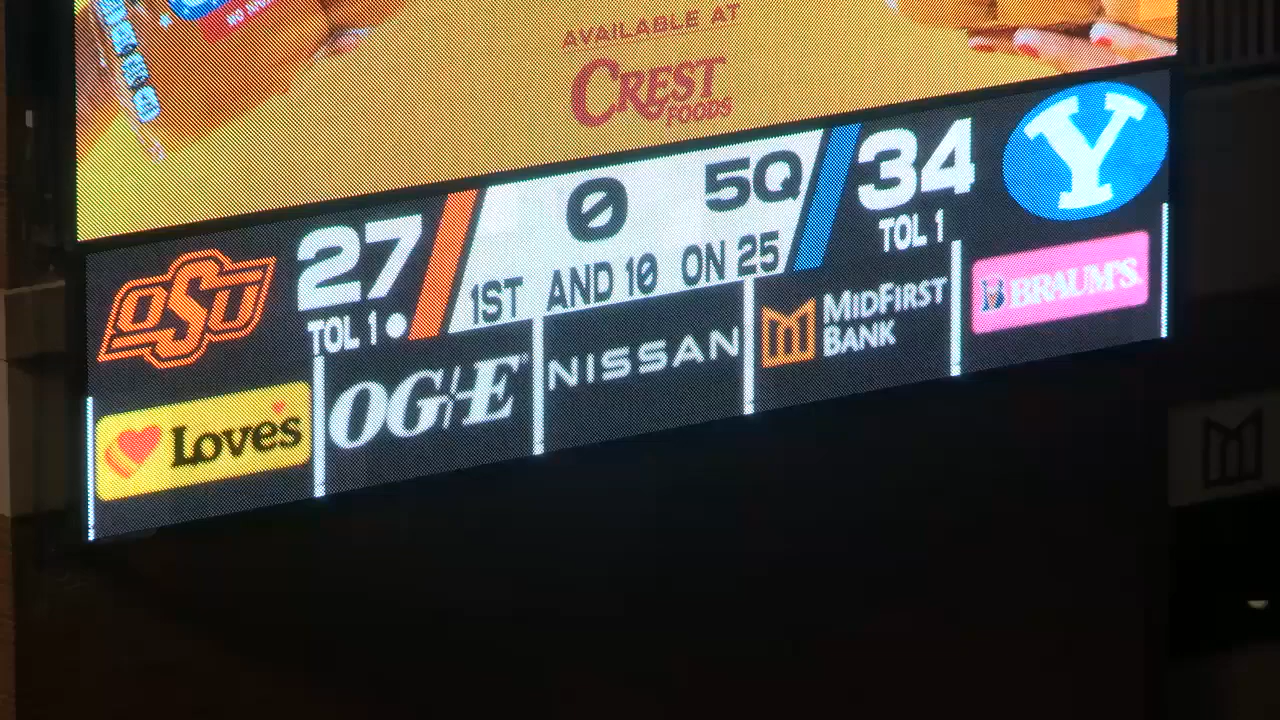 AVAILABLE AT
CREST
FOODS
OSU
27
0
5Q
34
Y
TOL 1
1ST AND 10 ON 25
TOL 1
Love's
OG&E
NISSAN
MIDFIRST
BANK
B BRAUM'S